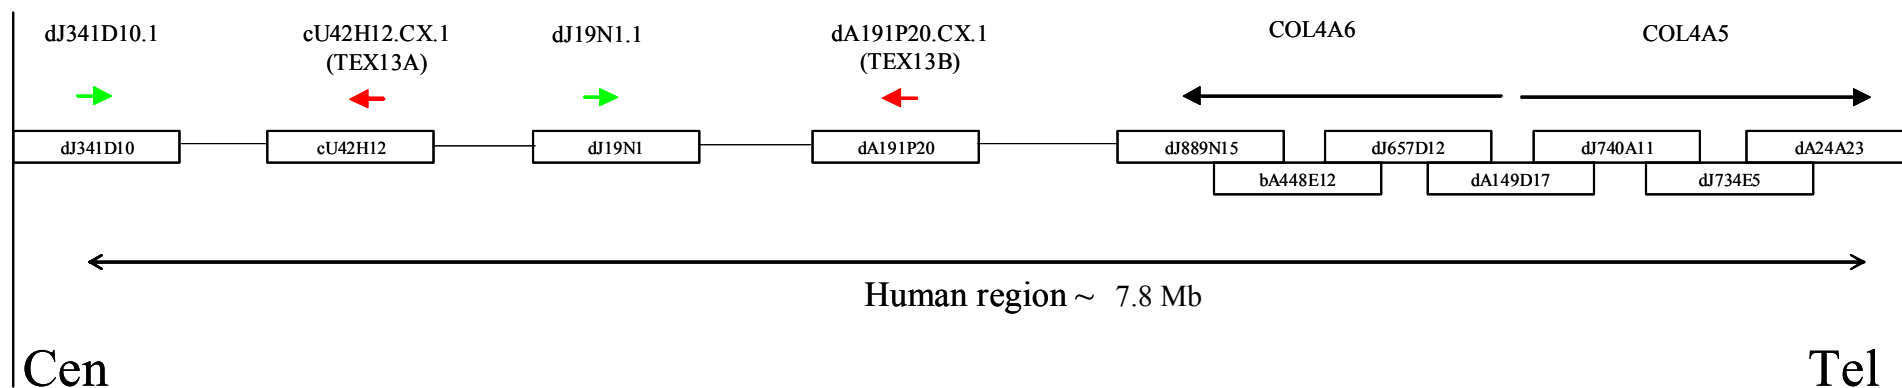 dJ341D10.1
cU42H12.CX.1
(TEX13A)
dJ19N1.1
dA191P20.CX.1
(TEX13B)
COL4A6
COL4A5
dJ341D10
cU42H12
dJ19N1
dA191P20
dJ889N15
dJ657D12
dJ740A11
dA24A23
bA448E12
dA149D17
dJ734E5
Human region ~ 7.8 Mb
Cen
Tel